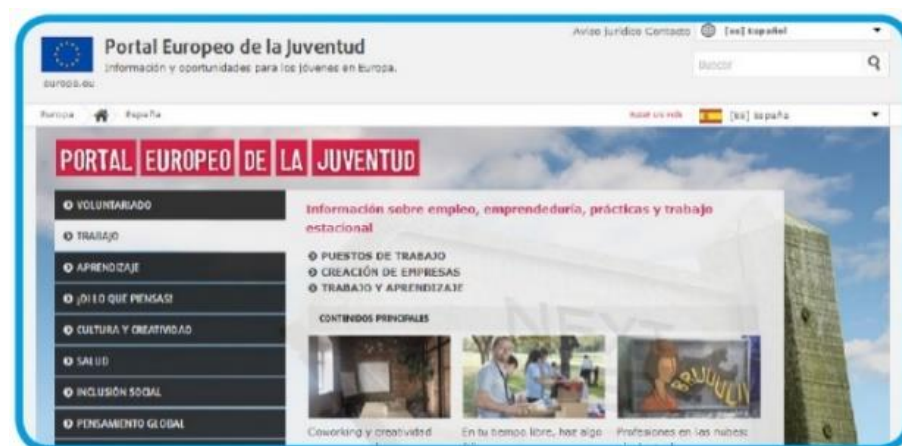 Portal Europeo de la Juventud
Información y oportunidades para los jóvenes en Europa.
europa.eu
Aviso jurídico Contacto [es] Español
Buscar
Europa España
[ES] España
PORTAL EUROPEO DE LA JUVENTUD
VOLUNTARIADO
TRABAJO
APRENDIZAJE
¡DI LO QUE PIENSAS!
CULTURA Y CREATIVIDAD
SALUD
INCLUSIÓN SOCIAL
PENSAMIENTO GLOBAL
Información sobre empleo, emprendeduría, prácticas y trabajo
estacional
PUESTOS DE TRABAJO
CREACIÓN DE EMPRESAS
TRABAJO Y APRENDIZAJE
CONTENIDOS PRINCIPALES
NEXT
Coworking y creatividad
En tu tiempo libre, haz algo
Profesiones en las nubes: